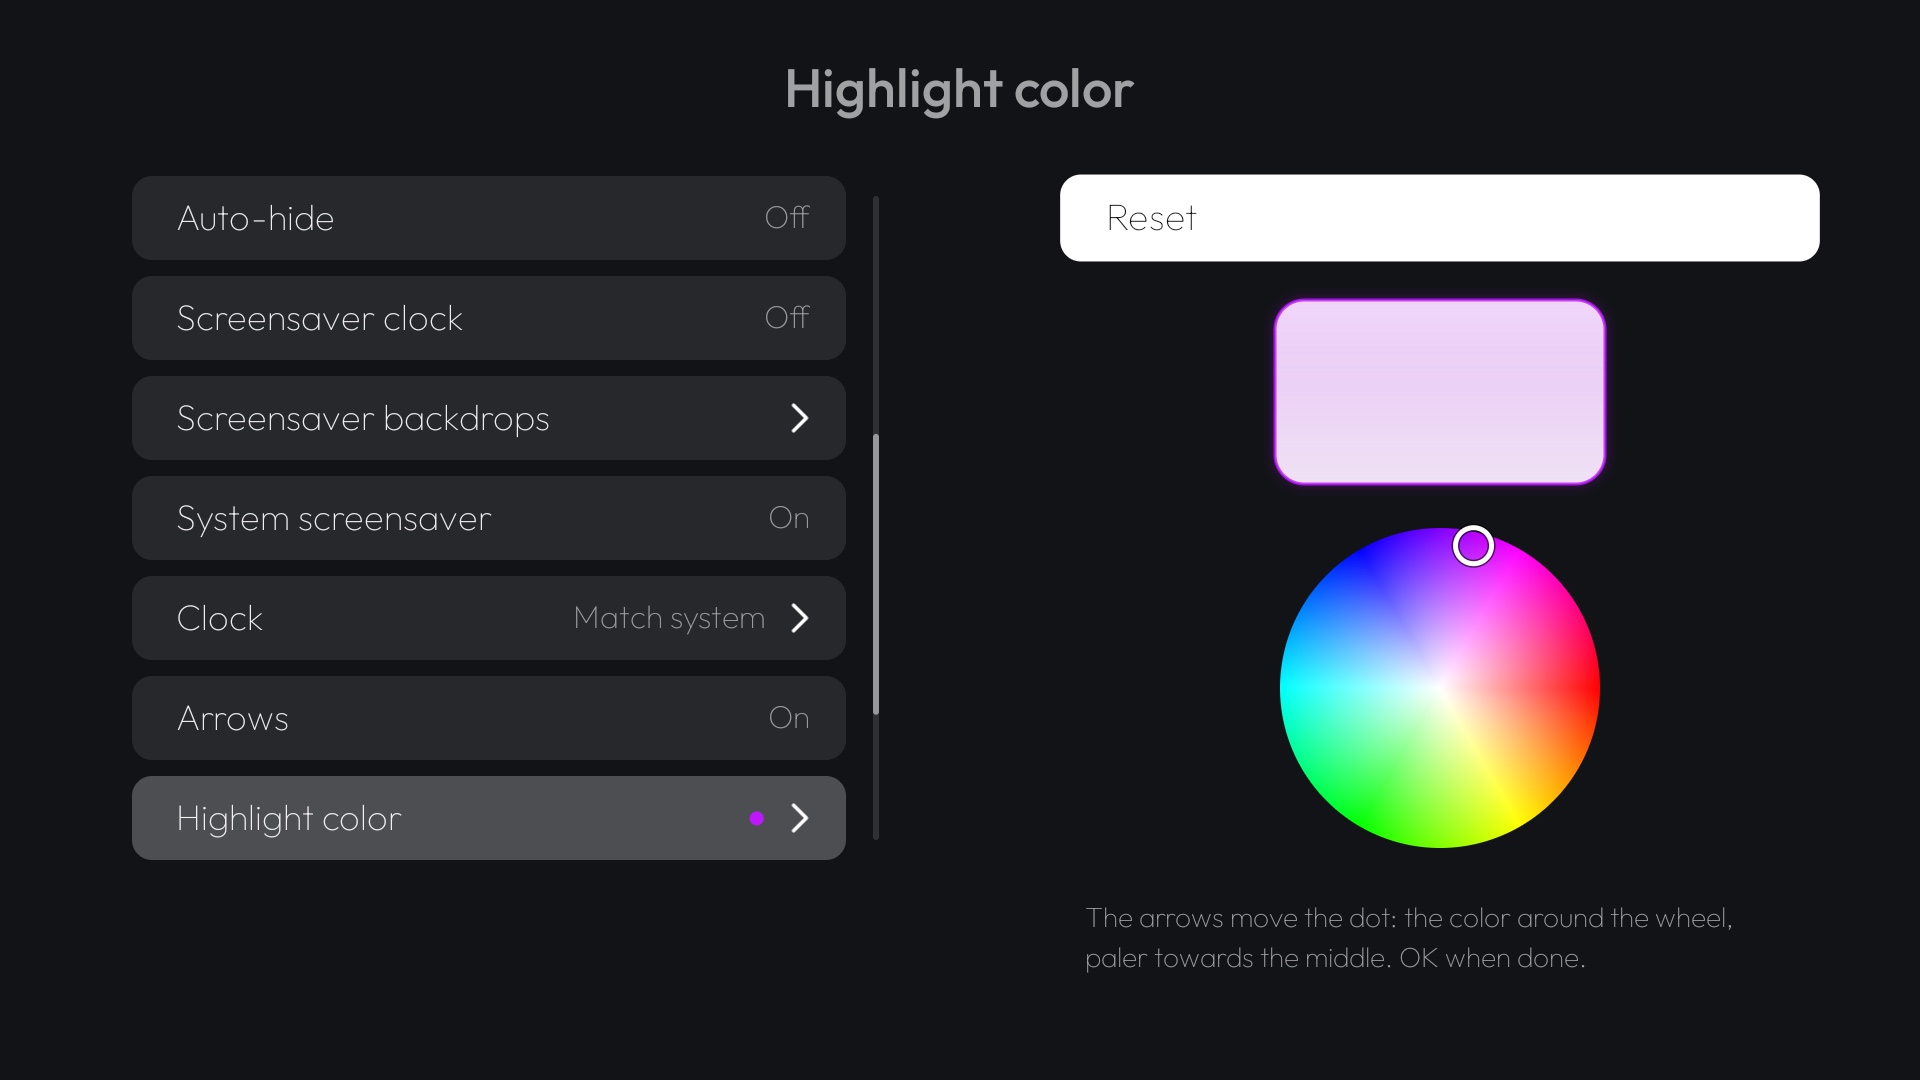 Highlight color
Auto-hide Off
Screensaver clock Off
Screensaver backdrops
System screensaver On
Clock Match system
Arrows On
Highlight color
Reset
The arrows move the dot: the color around the wheel,
paler towards the middle. OK when done.